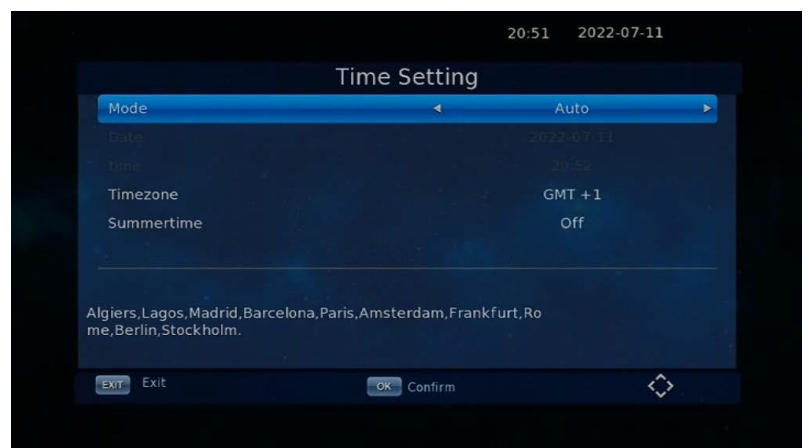 20:51 2022-07-11
Time Setting
Mode Auto
Date 2022-07-11
time 20:52
Timezone GMT +1
Summertime Off
Algiers,Lagos,Madrid,Barcelona,Paris,Amsterdam,Frankfurt,Ro
me,Berlin,Stockholm.
EXIT Exit OK Confirm